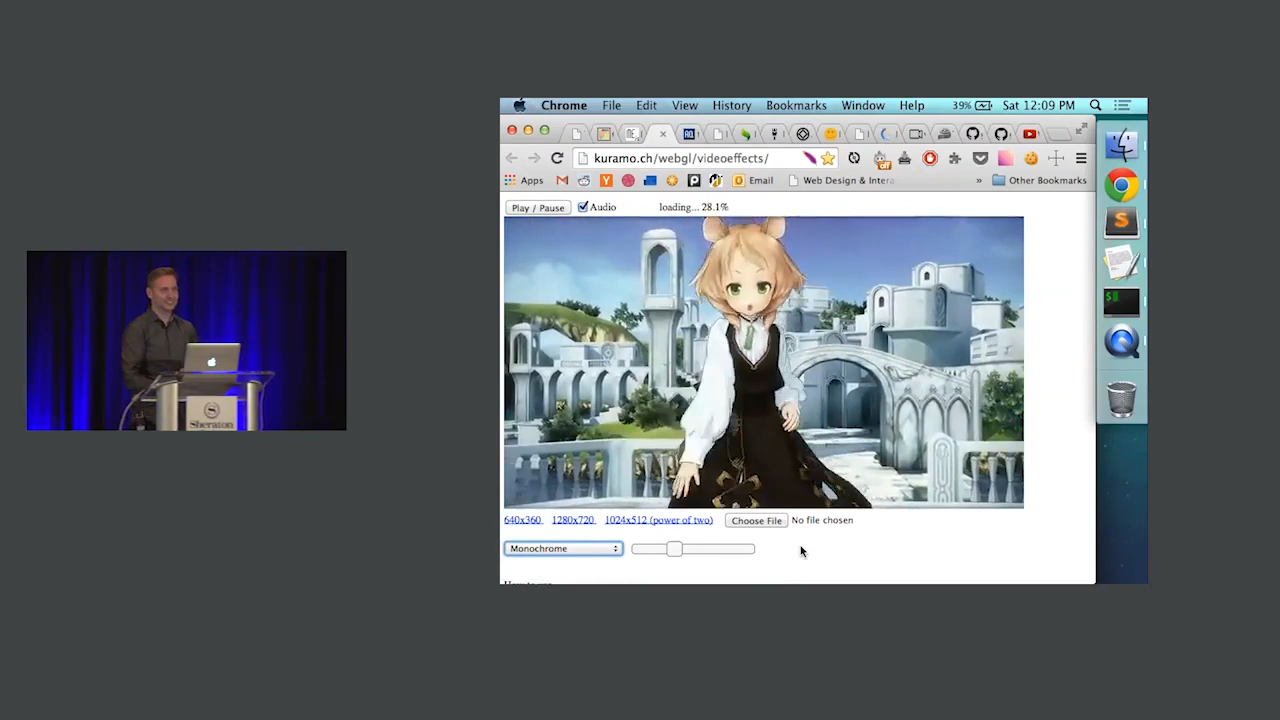 Chrome File Edit View History Bookmarks Window Help 39% Sat 12:09 PM
kuramo.ch/webgl/videoeffects/
off
Apps Email Web Design & Intera » Other Bookmarks
Play / Pause Audio loading... 28.1%
640x360 1280x720 1024x512 (power of two) Choose File No file chosen
Monochrome
Sheraton